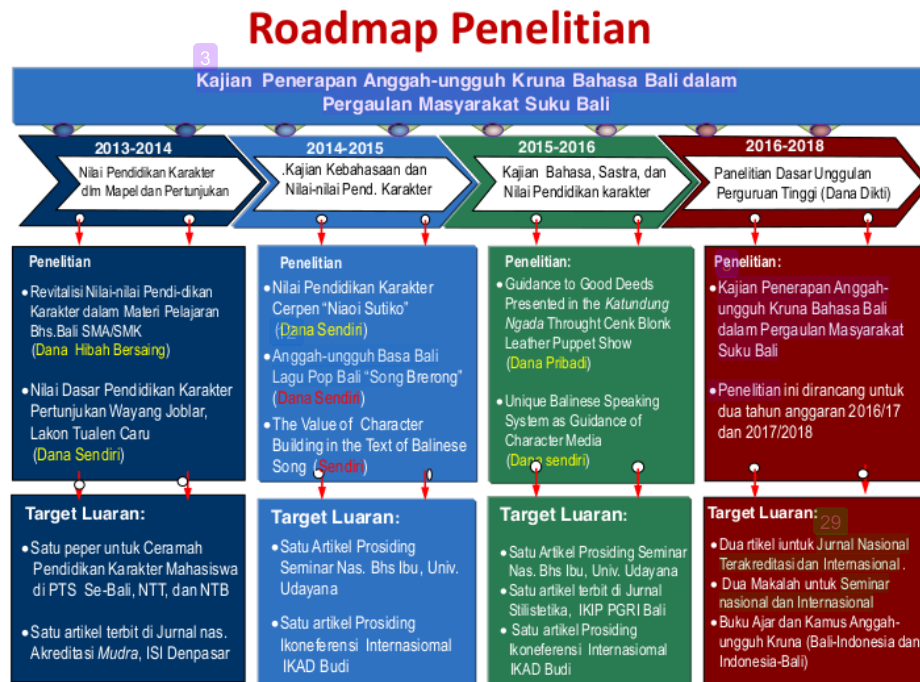 Roadmap Penelitian
3
Kajian Penerapan Anggah-ungguh Kruna Bahasa Bali dalam
Pergaulan Masyarakat Suku Bali
2013-2014
Nilai Pendidikan Karakter
dlm Mapel dan Pertunjukan
2014-2015
.Kajian Kebahasaan dan
Nilai-nilai Pend. Karakter
2015-2016
Kajian Bahasa, Sastra, dan
Nilai Pendidikan karakter
2016-2018
Panelitian Dasar Unggulan
Perguruan Tinggi (Dana Dikti)
Penelitian
•Revitalisi Nilai-nilai Pendi-dikan
Karakter dalam Materi Pelajaran
Bhs.Bali SMA/SMK
(Dana Hibah Bersaing)
•Nilai Dasar Pendidikan Karakter
Pertunjukan Wayang Joblar,
Lakon Tualen Caru
(Dana Sendiri)
Penelitian
•Nilai Pendidikan Karakter
Cerpen “Niaoi Sutiko”
(Dana Sendiri)
•Anggah-ungguh Basa Bali
Lagu Pop Bali “Song Brerong”
(Dana Sendiri)
•The Value of Character
Building in the Text of Balinese
Song (Sendiri)
Penelitian:
•Guidance to Good Deeds
Presented in the Katundung
Ngada Throught Cenk Blonk
Leather Puppet Show
(Dana Pribadi)
•Unique Balinese Speaking
System as Guidance of
Character Media
(Dana sendiri)
Penelitian:
•Kajian Penerapan Anggah-
ungguh Kruna Bahasa Bali
dalam Pergaulan Masyarakat
Suku Bali
•Penelitian ini dirancang untuk
dua tahun anggaran 2016/17
dan 2017/2018
Target Luaran:
•Satu peper untuk Ceramah
Pendidikan Karakter Mahasiswa
di PTS Se-Bali, NTT, dan NTB
•Satu artikel terbit di Jurnal nas.
Akreditasi Mudra, ISI Denpasar
Target Luaran:
•Satu Artikel Prosiding
Seminar Nas. Bhs Ibu, Univ.
Udayana
•Satu artikel Prosiding
Ikoneferensi Internasiomal
IKAD Budi
Target Luaran:
•Satu Artikel Prosiding Seminar
Nas. Bhs Ibu, Univ. Udayana
•Satu artikel terbit di Jurnal
Stilistetika, IKIP PGRI Bali
• Satu artikel Prosiding
Ikoneferensi Internasiomal
IKAD Budi
Target Luaran:
29
•Dua rtikel iuntuk Jurnal Nasional
Terakreditasi dan Internasional .
• Dua Makalah untuk Seminar
nasional dan Internasional
•Buku Ajar dan Kamus Anggah-
ungguh Kruna (Bali-Indonesia dan
Indonesia-Bali)